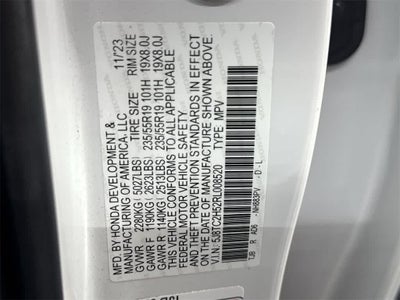 MFD. BY HONDA DEVELOPMENT & 11/23
MANUFACTURING OF AMERICA, LLC
TIRE SIZE RIM SIZE
GVWR 2280KG (5027LBS)
GAWR F 1190KG (2623LBS) 235/55R19 101H 19X8.0J
GAWR R 1140KG (2513LBS) 235/55R19 101H 19X8.0J
THIS VEHICLE CONFORMS TO ALL APPLICABLE
FEDERAL MOTOR VEHICLE SAFETY
AND THEFT PREVENTION STANDARDS IN EFFECT
ON THE DATE OF MANUFACTURE SHOWN ABOVE.
V.I.N: 5J8TC2H52RL008520 TYPE: MPV
NH883PV - D - L
TJB R AD6